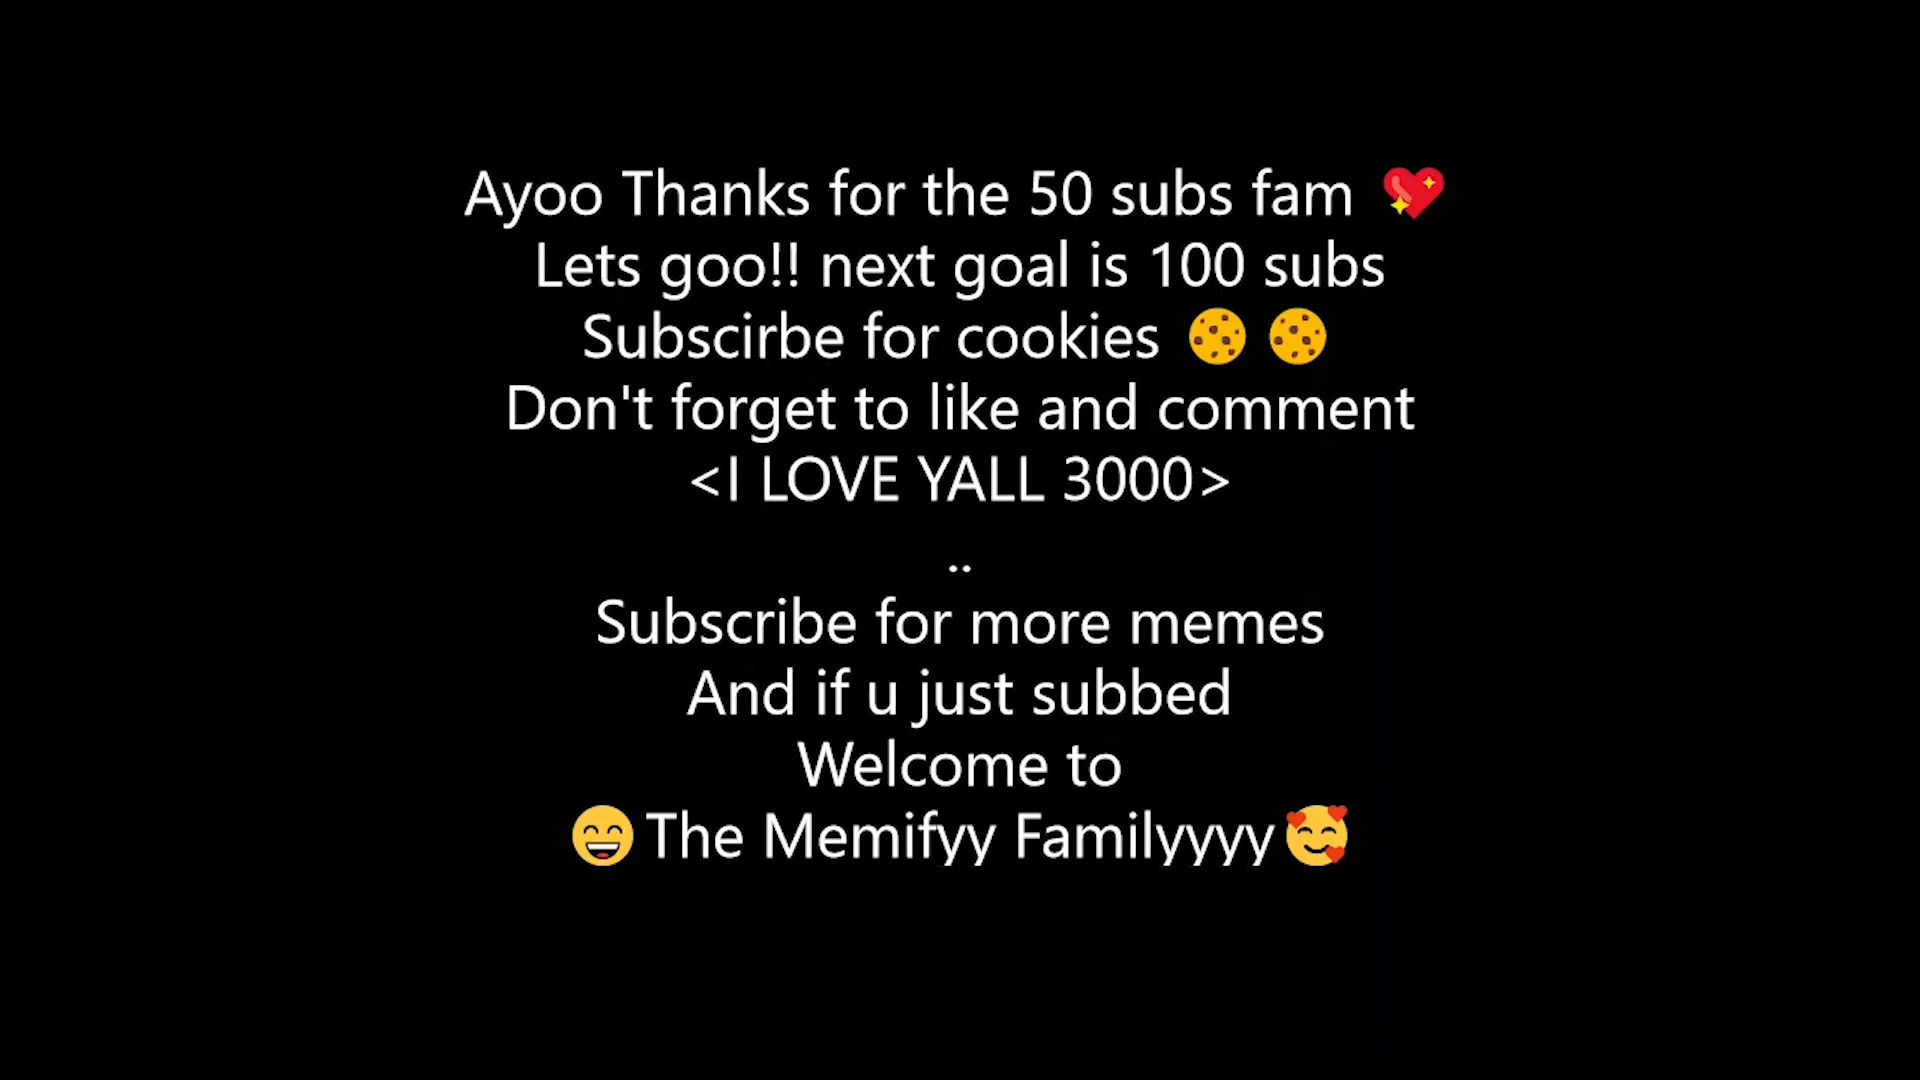 Ayoo Thanks for the 50 subs fam 💖
Lets goo!! next goal is 100 subs
Subscirbe for cookies 🍪 🍪
Don't forget to like and comment
<I LOVE YALL 3000>
..
Subscribe for more memes
And if u just subbed
Welcome to
😄The Memifyy Familyyyy🥰